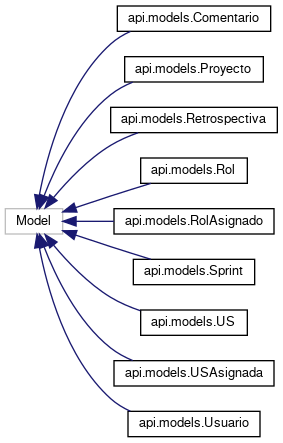 api.models.Comentario
api.models.Proyecto
api.models.Retrospectiva
api.models.Rol
Model
api.models.RolAsignado
api.models.Sprint
api.models.US
api.models.USAsignada
api.models.Usuario